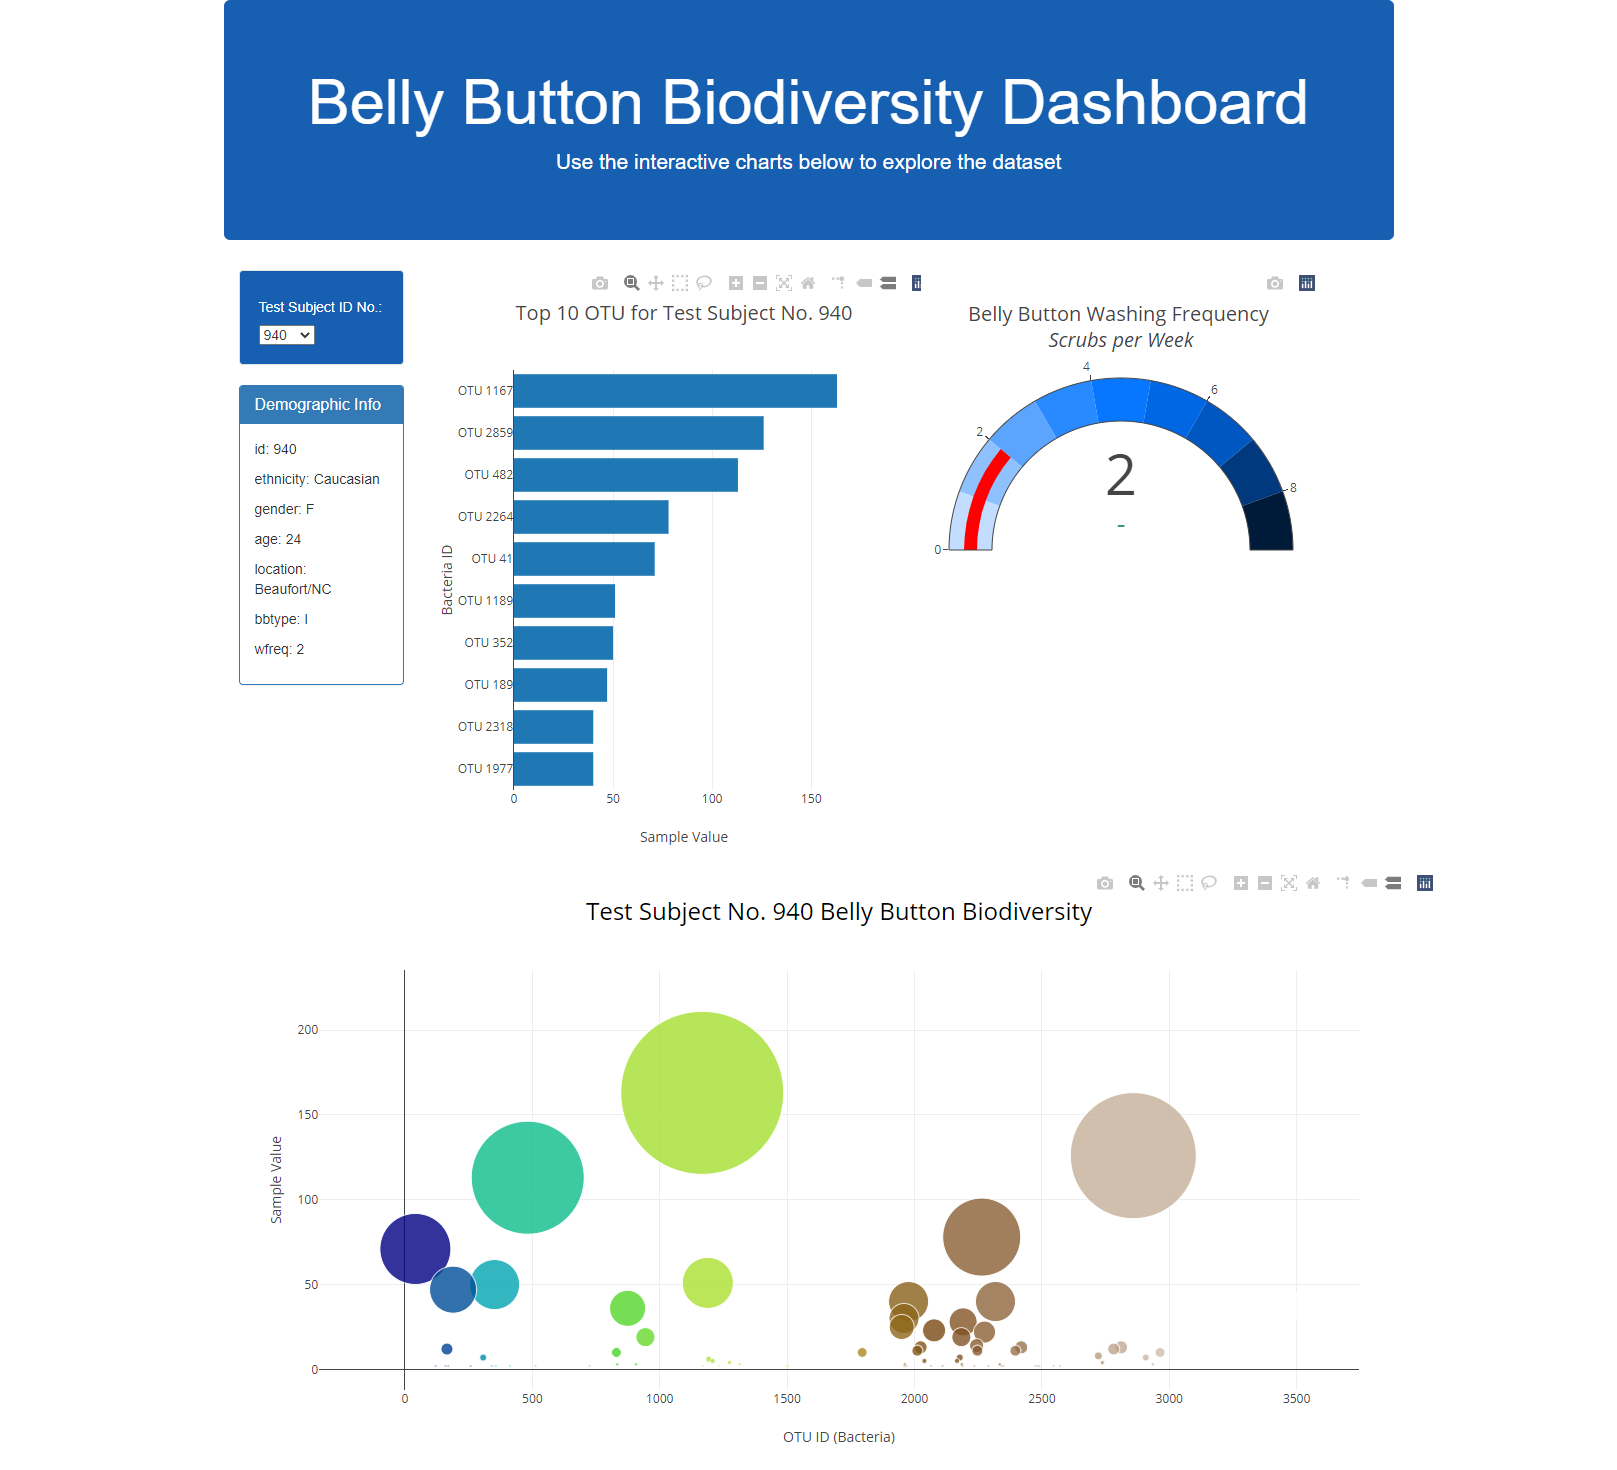 Belly Button Biodiversity Dashboard
Use the interactive charts below to explore the dataset
Test Subject ID No.:
940
Demographic Info
id: 940
ethnicity: Caucasian
gender: F
age: 24
location:
Beaufort/NC
bbtype: I
wfreq: 2
Top 10 OTU for Test Subject No. 940
Bacteria ID
OTU 1167
OTU 2859
OTU 482
OTU 2264
OTU 41
OTU 1189
OTU 352
OTU 189
OTU 2318
OTU 1977
0 50 100 150
Sample Value
Belly Button Washing Frequency
Scrubs per Week
0
2
4
6
8
2
-
Test Subject No. 940 Belly Button Biodiversity
Sample Value
200
150
100
50
0
0 500 1000 1500 2000 2500 3000 3500
OTU ID (Bacteria)